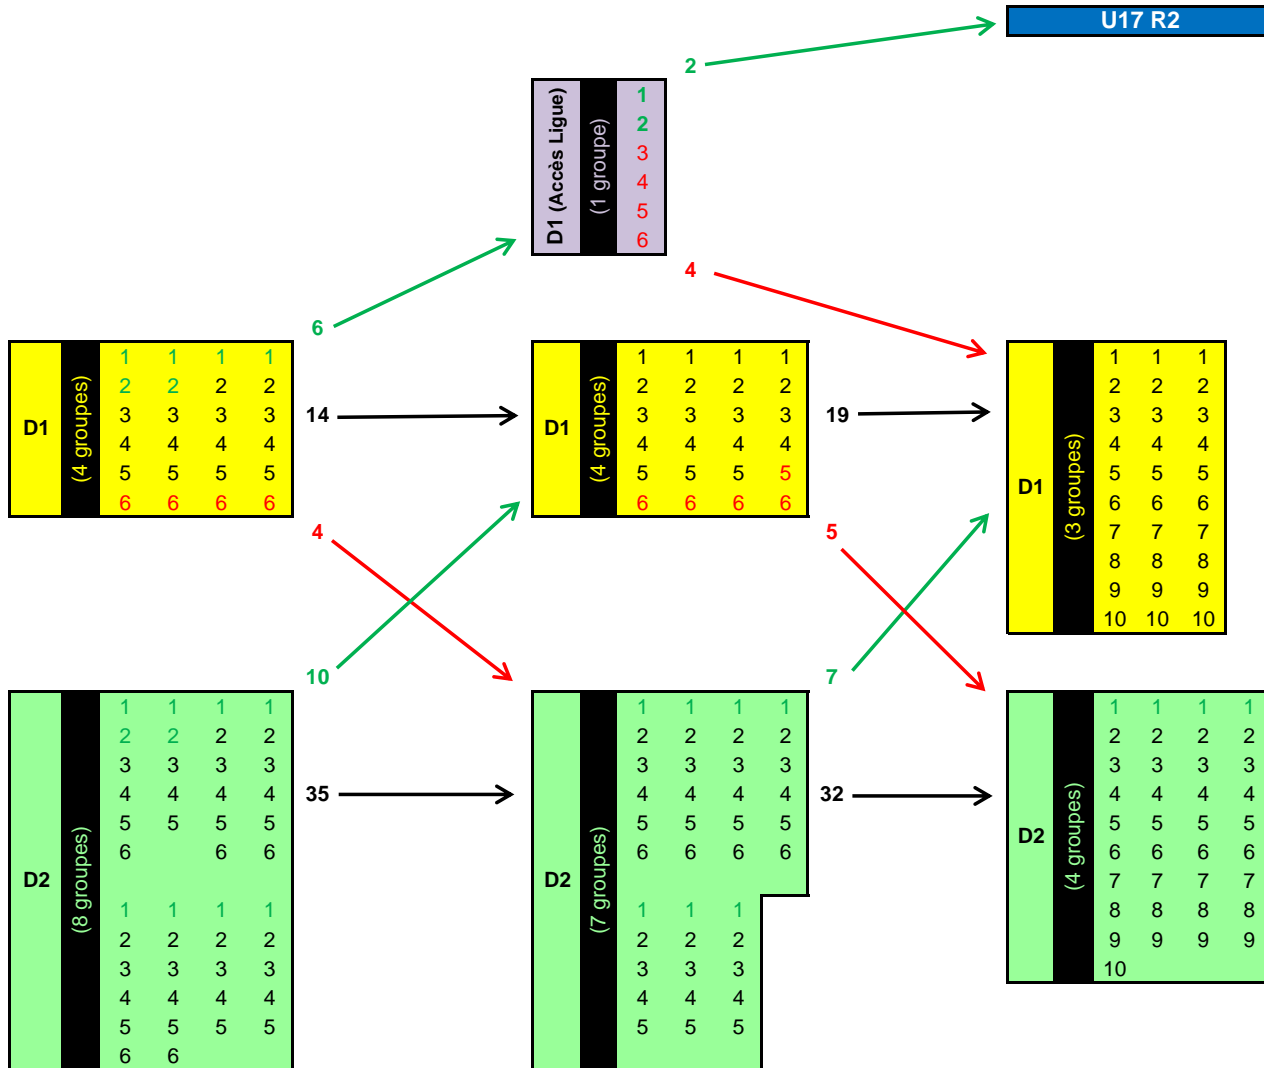 U17 R2
2
D1 (Accès Ligue)
(1 groupe)
1
2
3
4
5
6
4
6
D1
(4 groupes)
1 1 1 1
2 2 2 2
3 3 3 3
4 4 4 4
5 5 5 5
6 6 6 6
14
4
D1
(4 groupes)
1 1 1 1
2 2 2 2
3 3 3 3
4 4 4 4
5 5 5 5
6 6 6 6
19
5
D1
(3 groupes)
1 1 1
2 2 2
3 3 3
4 4 4
5 5 5
6 6 6
7 7 7
8 8 8
9 9 9
10 10 10
10
D2
(8 groupes)
1 1 1 1
2 2 2 2
3 3 3 3
4 4 4 4
5 5 5 5
6 6 6
1 1 1 1
2 2 2 2
3 3 3 3
4 4 4 4
5 5 5 5
6 6
35
D2
(7 groupes)
1 1 1 1
2 2 2 2
3 3 3 3
4 4 4 4
5 5 5 5
6 6 6 6
1 1 1
2 2 2
3 3 3
4 4 4
5 5 5
7
32
D2
(4 groupes)
1 1 1 1
2 2 2 2
3 3 3 3
4 4 4 4
5 5 5 5
6 6 6 6
7 7 7 7
8 8 8 8
9 9 9 9
10